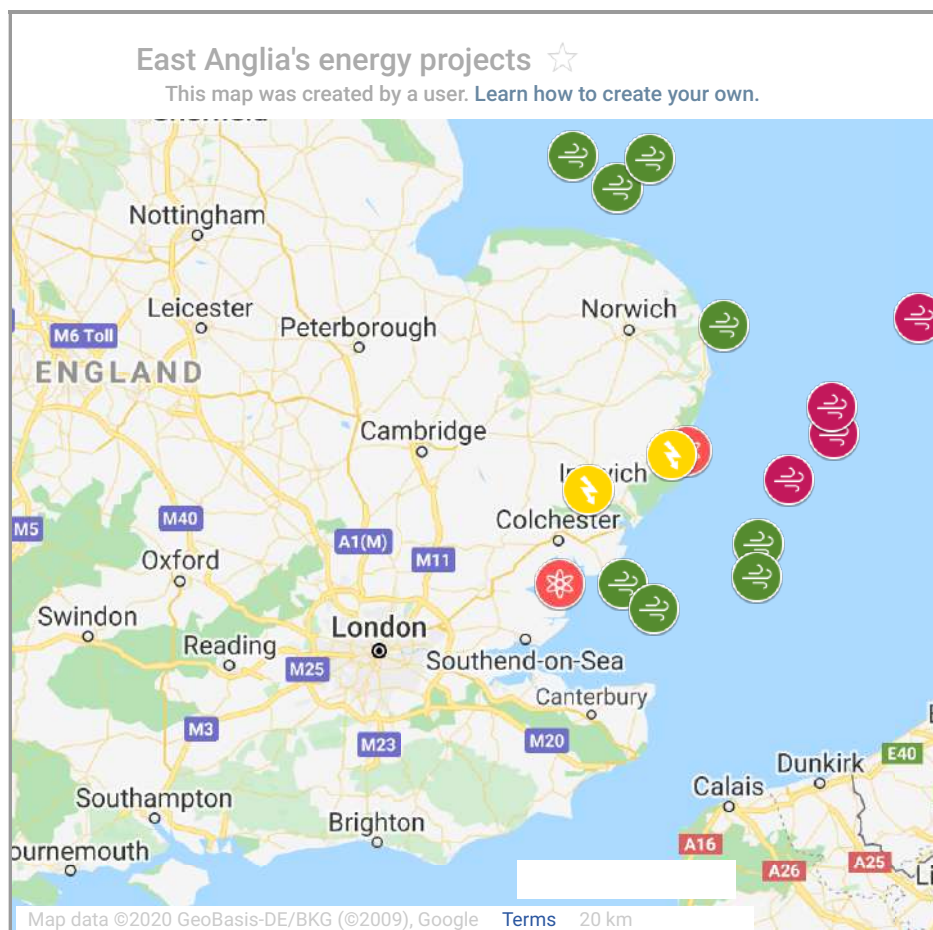 East Anglia's energy projects
This map was created by a user. Learn how to create your own.
Nottingham
Leicester
Norwich
Peterborough
M6 Toll
ENGLAND
Cambridge
Colchester
M5
M40
A1(M)
M11
Oxford
Swindon
London
Reading
M25
Southend-on-Sea
Canterbury
M3
M23
M20
Dunkirk
E40
Calais
Southampton
Brighton
A16
A25
A26
Map data ©2020 GeoBasis-DE/BKG (©2009), Google Terms 20 km